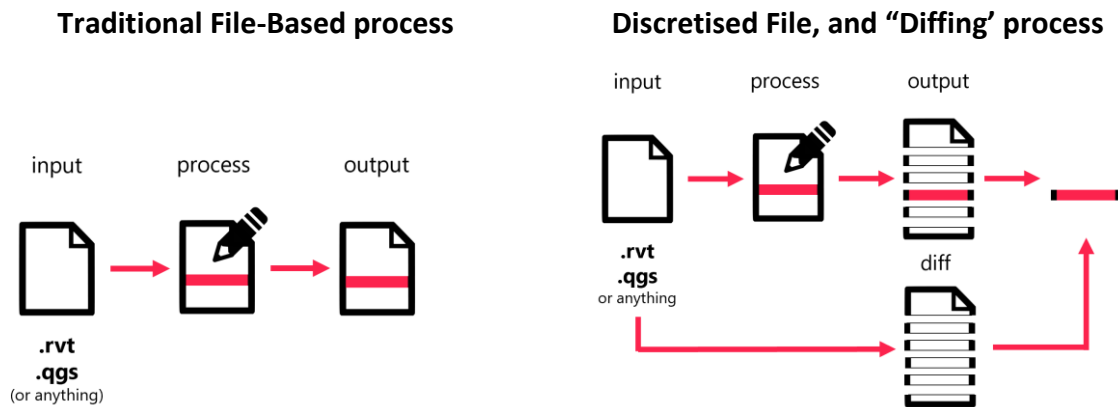 Traditional File-Based process
input
process
output
.rvt
.qgs
(or anything)
Discretised File, and “Diffing’ process
input
process
output
.rvt
.qgs
or anything
diff